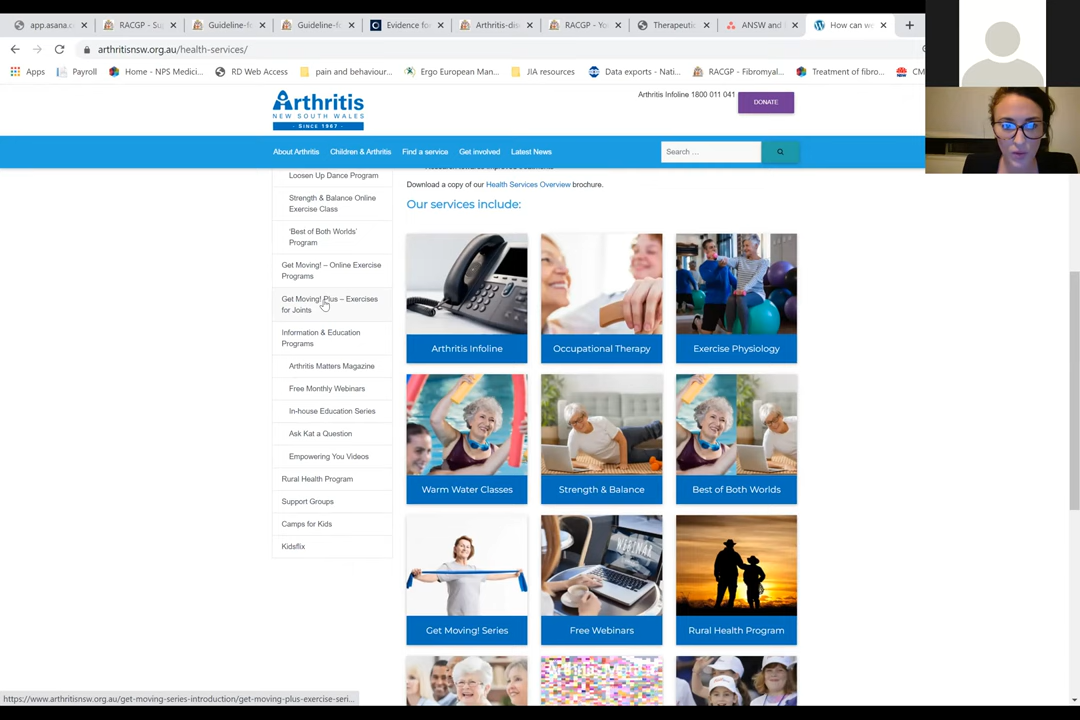 app.asana.c
RACGP - Su
Guideline-fo
Guideline-fo
Evidence fo
Arthritis-dis
RACGP - Yo
Therapeutic
ANSW and
How can we
arthritisnsw.org.au/health-services/
Apps
Payroll
Home - NPS Medici...
RD Web Access
pain and behaviour...
Ergo European Man...
JIA resources
Data exports - Nati...
RACGP - Fibromyal...
Treatment of fibro...
CM
Arthritis
NEW SOUTH WALES
· SINCE 1967 ·
Arthritis Infoline 1800 011 041
DONATE
About Arthritis
Children & Arthritis
Find a service
Get involved
Latest News
Search ...
Loosen Up Dance Program
Strength & Balance Online
Exercise Class
'Best of Both Worlds'
Program
Get Moving! – Online Exercise
Programs
Get Moving! Plus – Exercises
for Joints
Information & Education
Programs
Arthritis Matters Magazine
Free Monthly Webinars
In-house Education Series
Ask Kat a Question
Empowering You Videos
Rural Health Program
Support Groups
Camps for Kids
Kidsflix
Download a copy of our Health Services Overview brochure.
Our services include:
Arthritis Infoline
Occupational Therapy
Exercise Physiology
Warm Water Classes
Strength & Balance
Best of Both Worlds
WEBINAR
Get Moving! Series
Free Webinars
Rural Health Program
https://www.arthritisnsw.org.au/get-moving-series-introduction/get-moving-plus-exercise-seri...